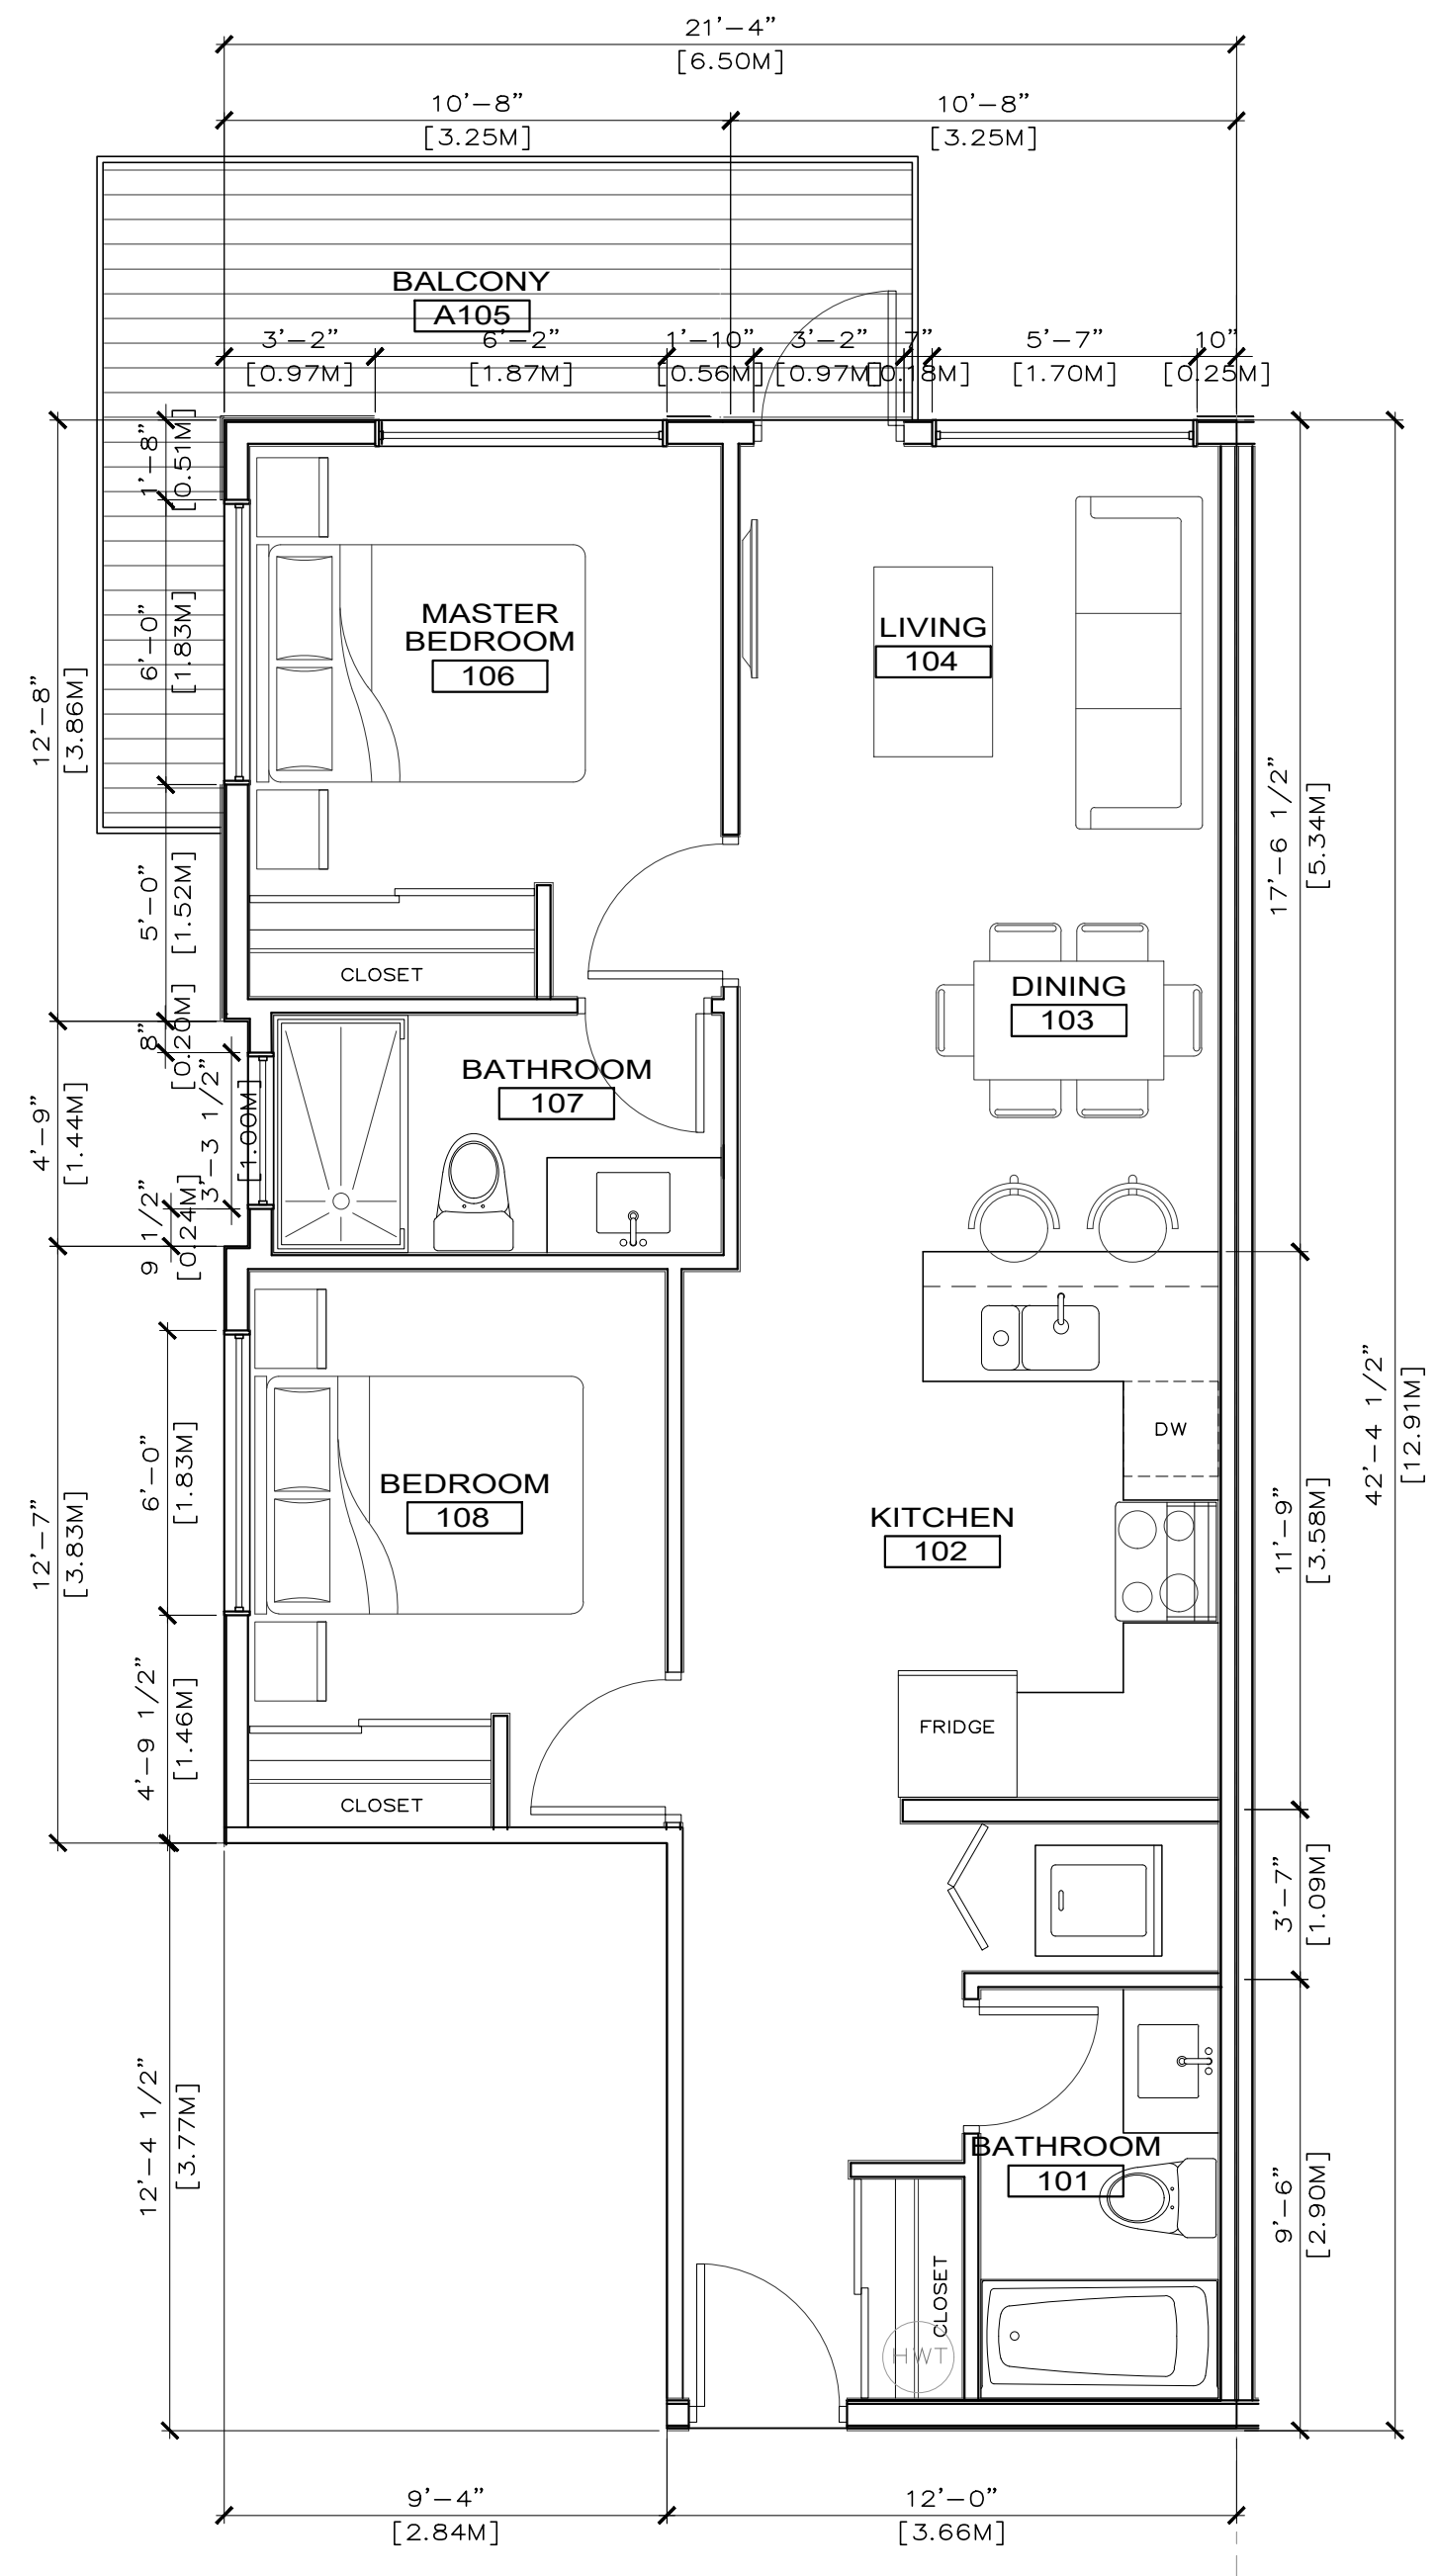 21'-4"
[6.50M]
10'-8"
[3.25M]
10'-8"
[3.25M]
BALCONY
A105
3'-2"
[0.97M]
6'-2"
[1.87M]
1'-10"
[0.56M]
3'-2"
[0.97M]
7"
[0.18M]
5'-7"
[1.70M]
10"
[0.25M]
1'-8"
[0.51M]
6'-0"
[1.83M]
12'-8"
[3.86M]
MASTER
BEDROOM
106
LIVING
104
17'-6 1/2"
[5.34M]
5'-0"
[1.52M]
CLOSET
DINING
103
8"
[0.20M]
BATHROOM
107
3'-3 1/2"
[1.00M]
4'-9"
[1.44M]
9 1/2"
[0.24M]
42'-4 1/2"
[12.91M]
DW
6'-0"
[1.83M]
BEDROOM
108
KITCHEN
102
12'-7"
[3.83M]
11'-9"
[3.58M]
4'-9 1/2"
[1.46M]
FRIDGE
CLOSET
3'-7"
[1.09M]
12'-4 1/2"
[3.77M]
BATHROOM
101
9'-6"
[2.90M]
CLOSET
HWT
9'-4"
[2.84M]
12'-0"
[3.66M]